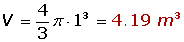 V = 4/3 π · 1³ = 4.19 m³